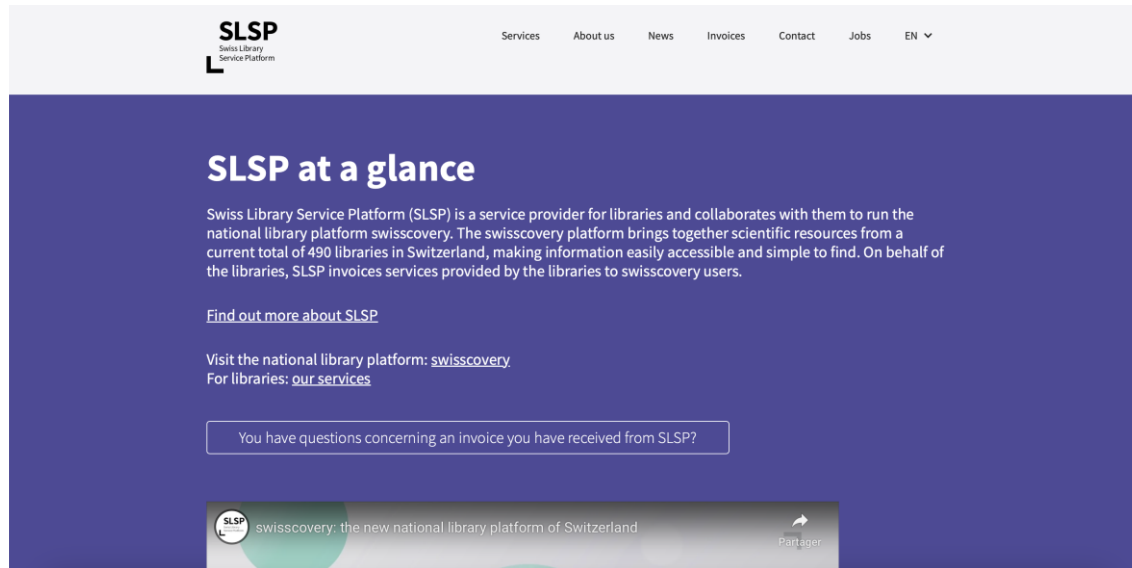 SLSP
Swiss Library
Service Platform
Services About us News Invoices Contact Jobs EN
SLSP at a glance
Swiss Library Service Platform (SLSP) is a service provider for libraries and collaborates with them to run the
national library platform swisscovery. The swisscovery platform brings together scientific resources from a
current total of 490 libraries in Switzerland, making information easily accessible and simple to find. On behalf of
the libraries, SLSP invoices services provided by the libraries to swisscovery users.
Find out more about SLSP
Visit the national library platform: swisscovery
For libraries: our services
You have questions concerning an invoice you have received from SLSP?
SLSP
swisscovery: the new national library platform of Switzerland
Partager